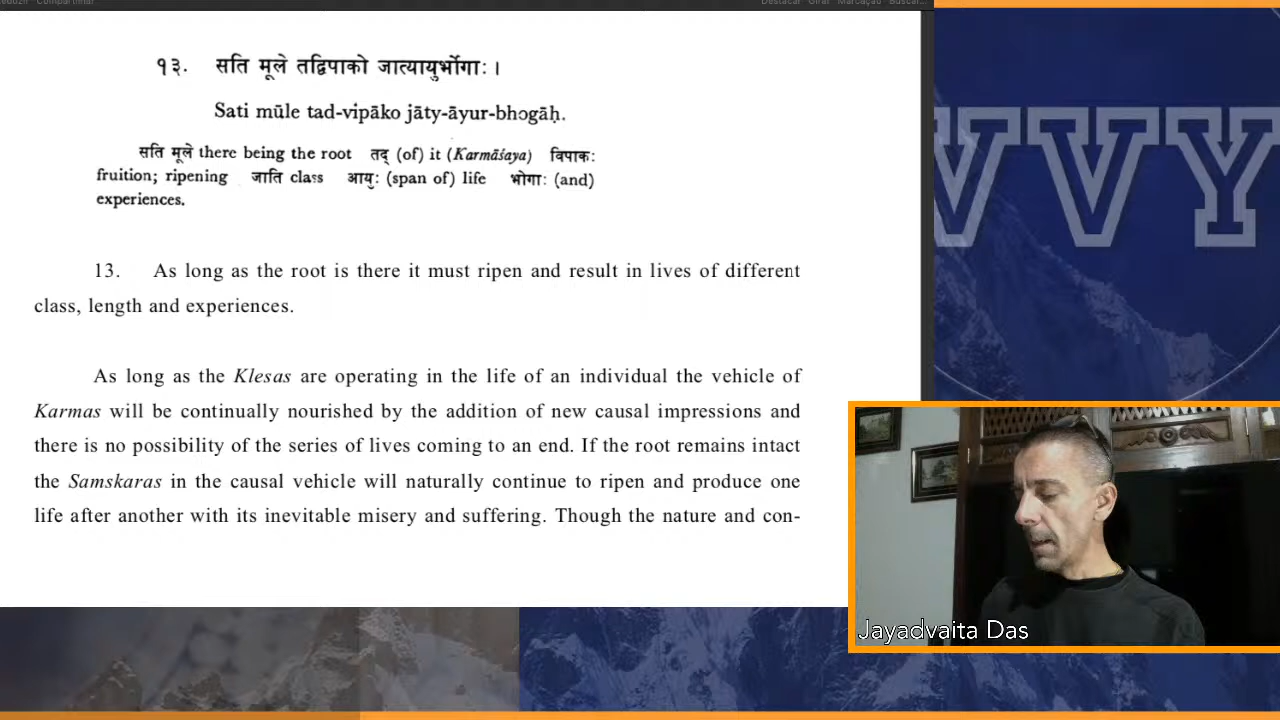 Destacar Girar Marcação Buscar...
१३. सति मूले तद्विपाको जात्यायुर्भोगाः ।
Sati mūle tad-vipāko jāty-āyur-bhogāḥ.
सति मूले there being the root तद् (of) it (Karmāśaya) विपाकः
fruition; ripening जाति class आयुः (span of) life भोगाः (and)
experiences.
13. As long as the root is there it must ripen and result in lives of different
class, length and experiences.
As long as the Klesas are operating in the life of an individual the vehicle of
Karmas will be continually nourished by the addition of new causal impressions and
there is no possibility of the series of lives coming to an end. If the root remains intact
the Samskaras in the causal vehicle will naturally continue to ripen and produce one
life after another with its inevitable misery and suffering. Though the nature and con-
VVY
Jayadvaita Das